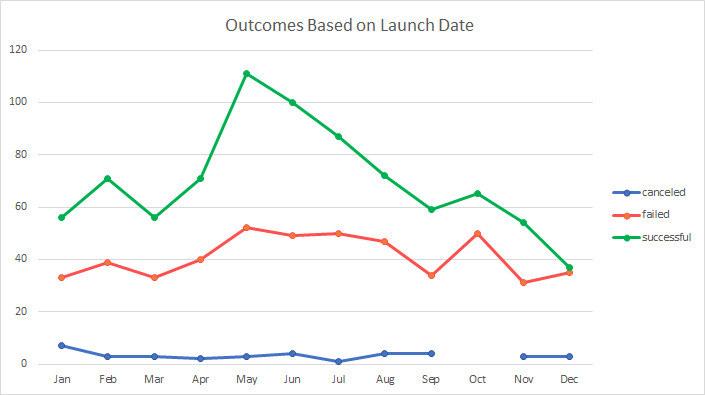 Outcomes Based on Launch Date
120
100
80
60
40
20
0
Jan Feb Mar Apr May Jun Jul Aug Sep Oct Nov Dec
canceled
failed
successful